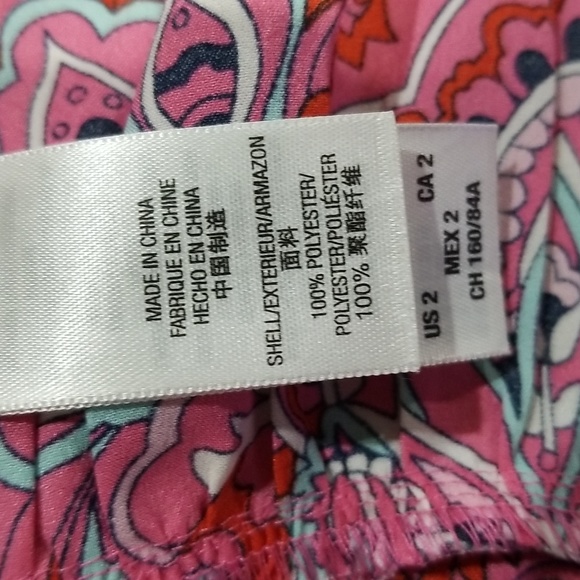 MADE IN CHINA
FABRIQUE EN CHINE
HECHO EN CHINA
中国制造
SHELL/EXTERIEUR/ARMAZON
面料
100% POLYESTER/
POLYESTER/POLIÉSTER
100% 聚酯纤维
US 2 CA 2
MEX 2
CH 160/84A